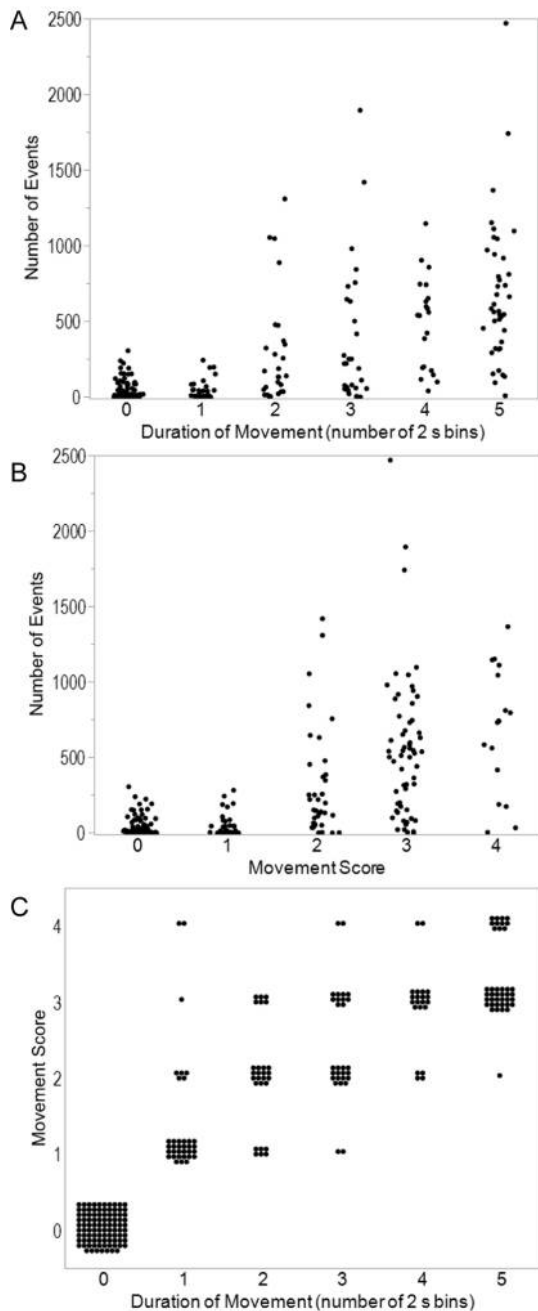 A
2500
2000
1500
1000
500
0
Number of Events
0 1 2 3 4 5
Duration of Movement (number of 2 s bins)
B
2500
2000
1500
1000
500
0
Number of Events
0 1 2 3 4
Movement Score
C
4
3
2
1
0
Movement Score
0 1 2 3 4 5
Duration of Movement (number of 2 s bins)